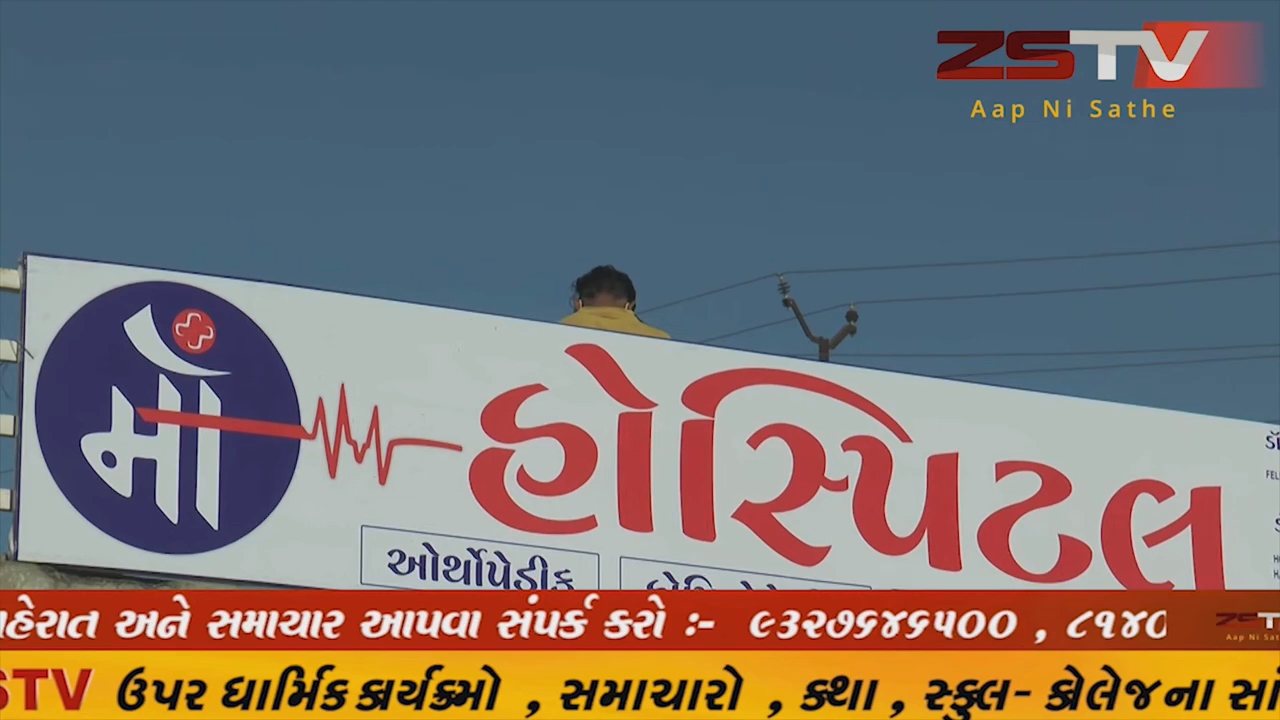 ZSTV
Aap Ni Sathe
માઁ હોસ્પિટલ
ઓર્થોપેડીક
અને સમાચાર આપવા સંપર્ક કરો :- ૯૩૨૭૬૪૬૫૦૦ , ૮૧૪૦
STV ઉપર ધાર્મિક કાર્યક્રમો , સમાચારો , કથા , સ્કુલ- કોલેજના